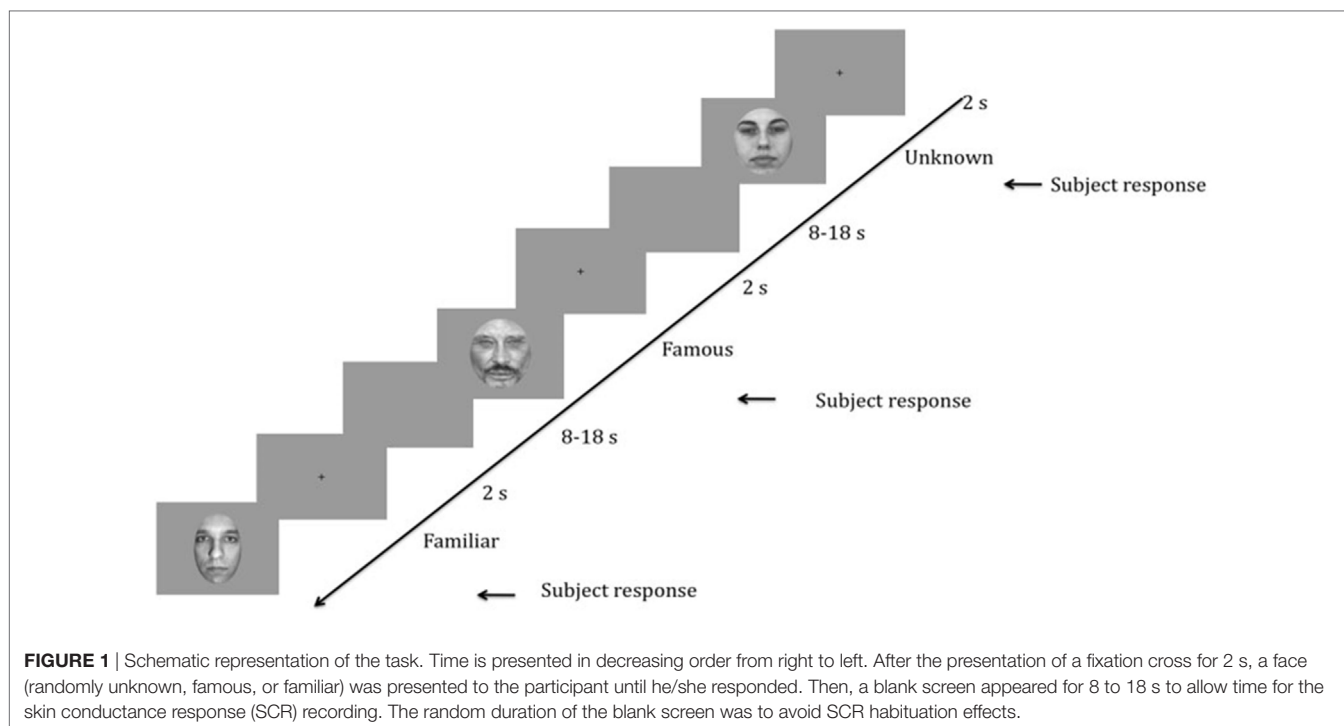 2 s
Unknown
Subject response
8-18 s
2 s
Famous
Subject response
8-18 s
2 s
Familiar
Subject response
FIGURE 1 | Schematic representation of the task. Time is presented in decreasing order from right to left. After the presentation of a fixation cross for 2 s, a face
(randomly unknown, famous, or familiar) was presented to the participant until he/she responded. Then, a blank screen appeared for 8 to 18 s to allow time for the
skin conductance response (SCR) recording. The random duration of the blank screen was to avoid SCR habituation effects.